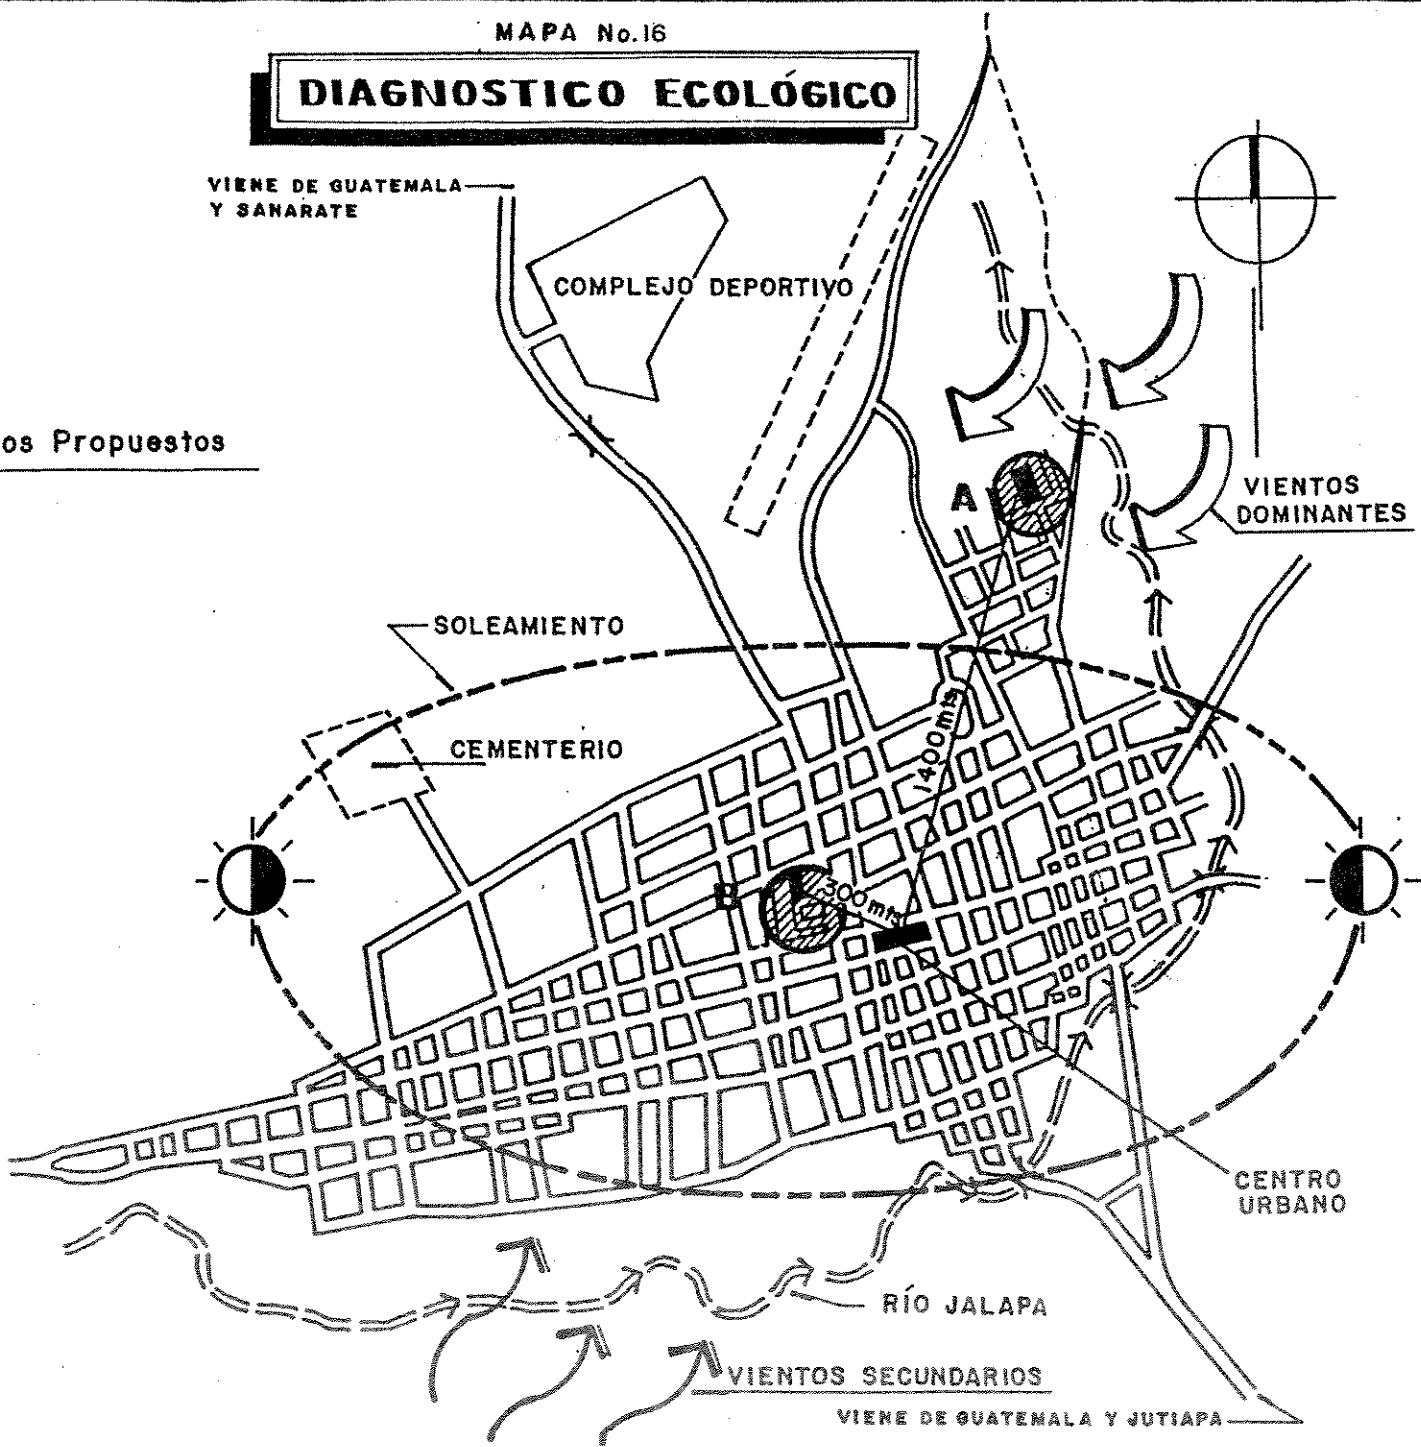 MAPA No.16
DIAGNOSTICO ECOLÓGICO
VIENE DE GUATEMALA
Y SANARATE
COMPLEJO DEPORTIVO
os Propuestos
A
VIENTOS
DOMINANTES
SOLEAMIENTO
CEMENTERIO
1400 mts
B
300 mts
CENTRO
URBANO
RÍO JALAPA
VIENTOS SECUNDARIOS
VIENE DE GUATEMALA Y JUTIAPA